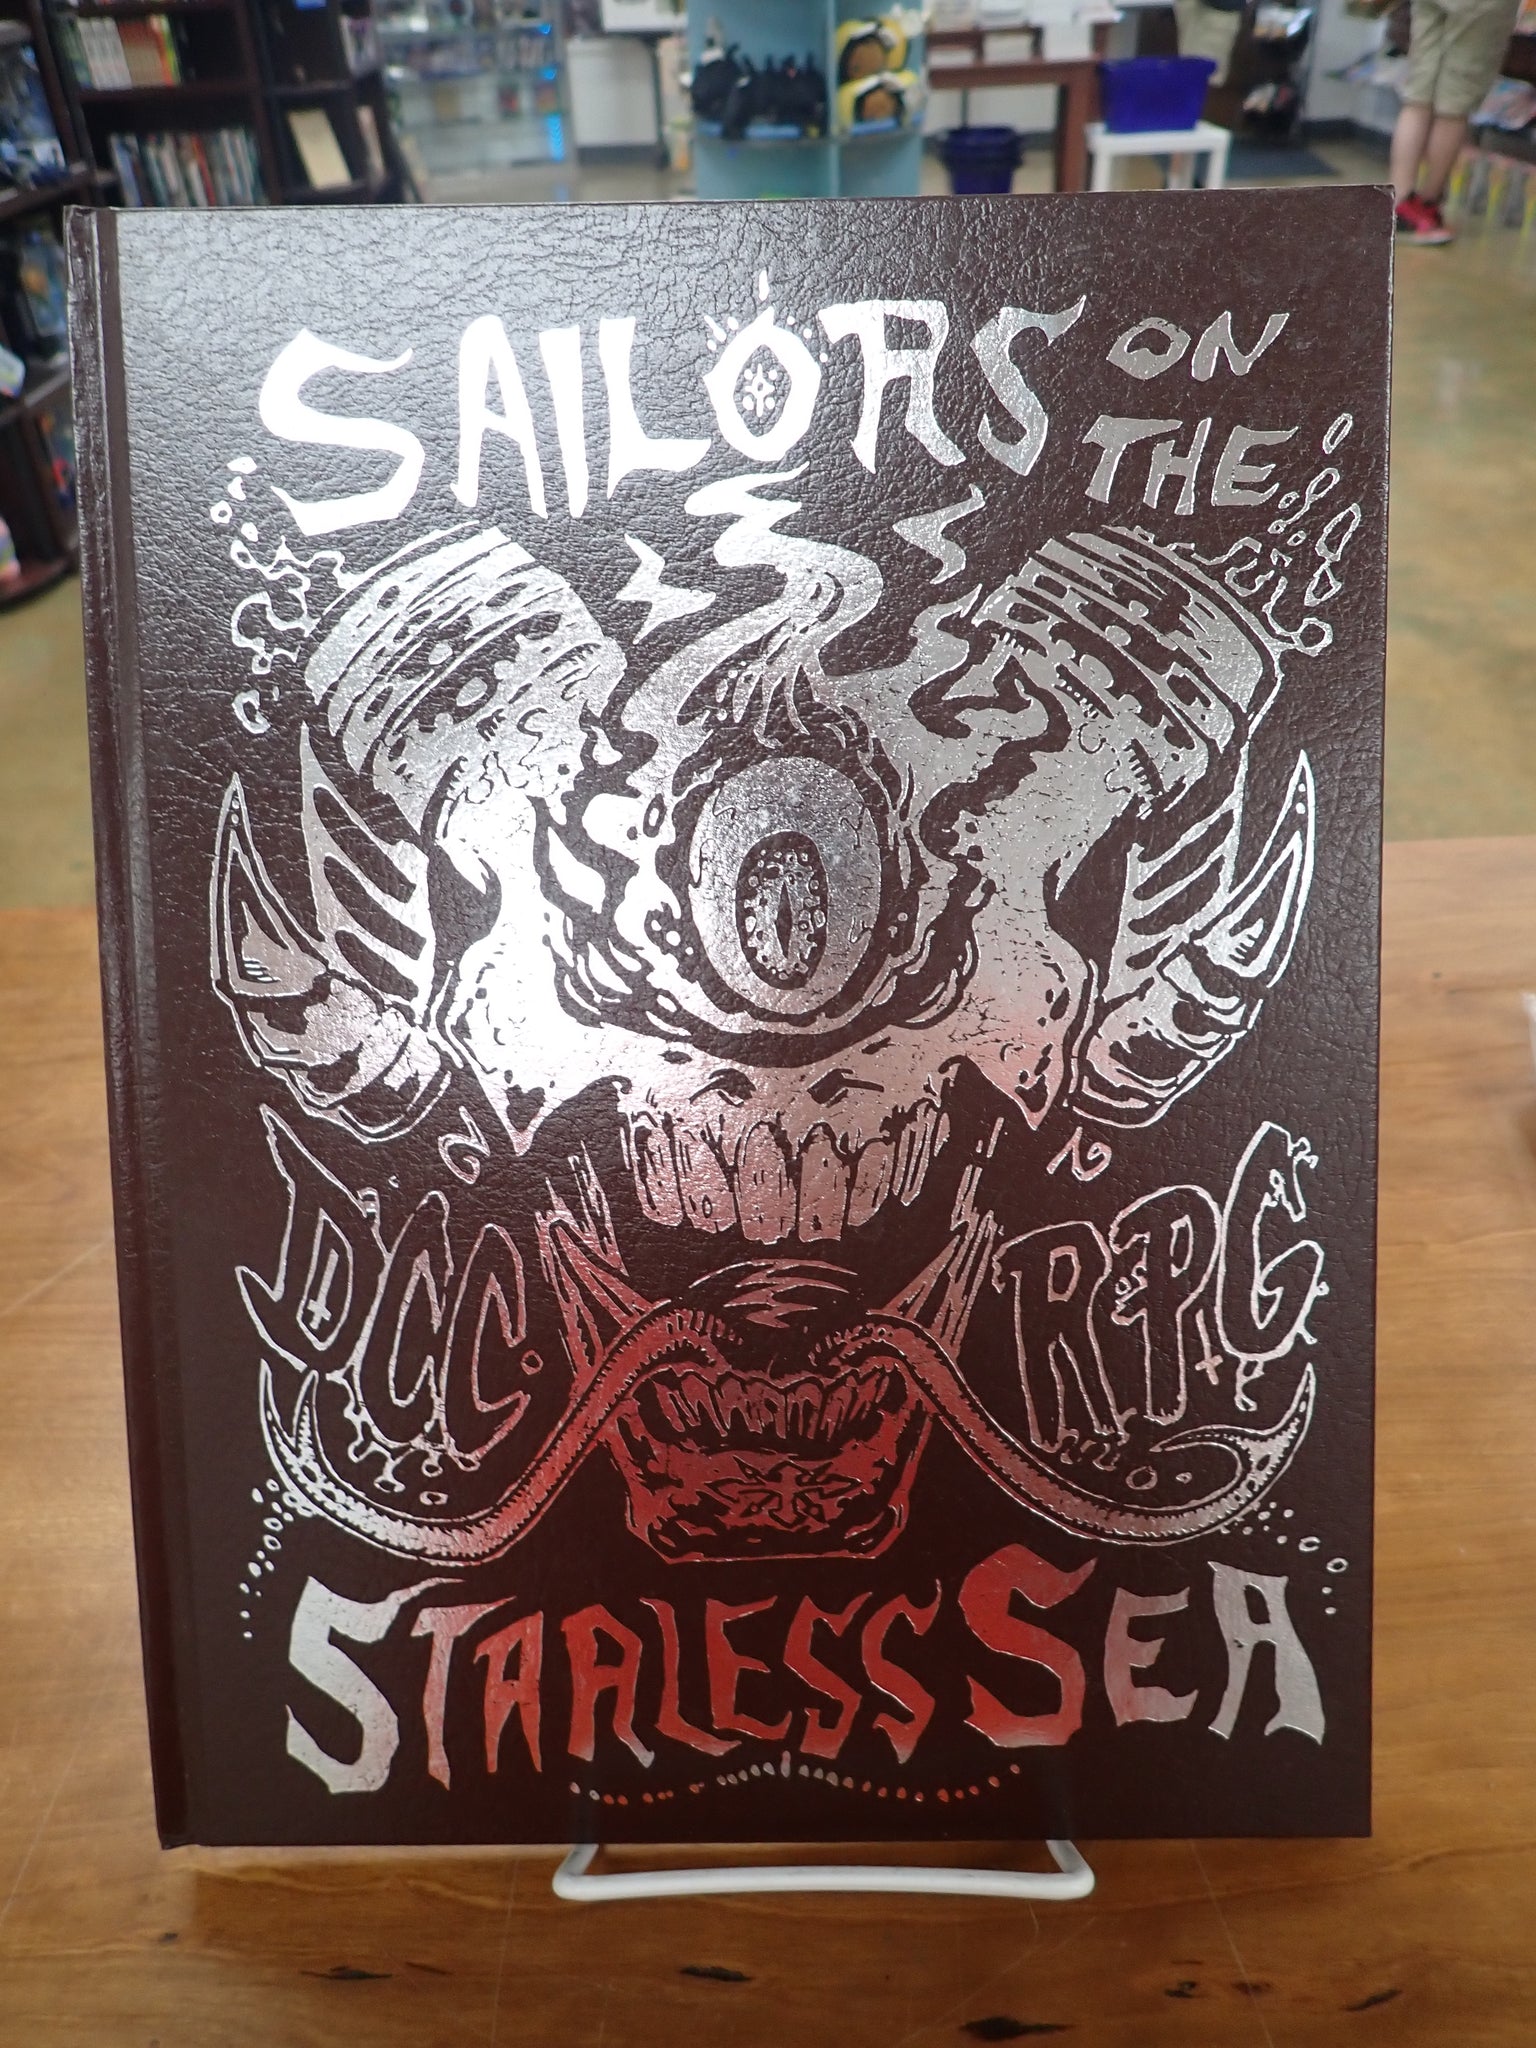 SAILORS ON
THE
DCC RPG
STARLESS SEA